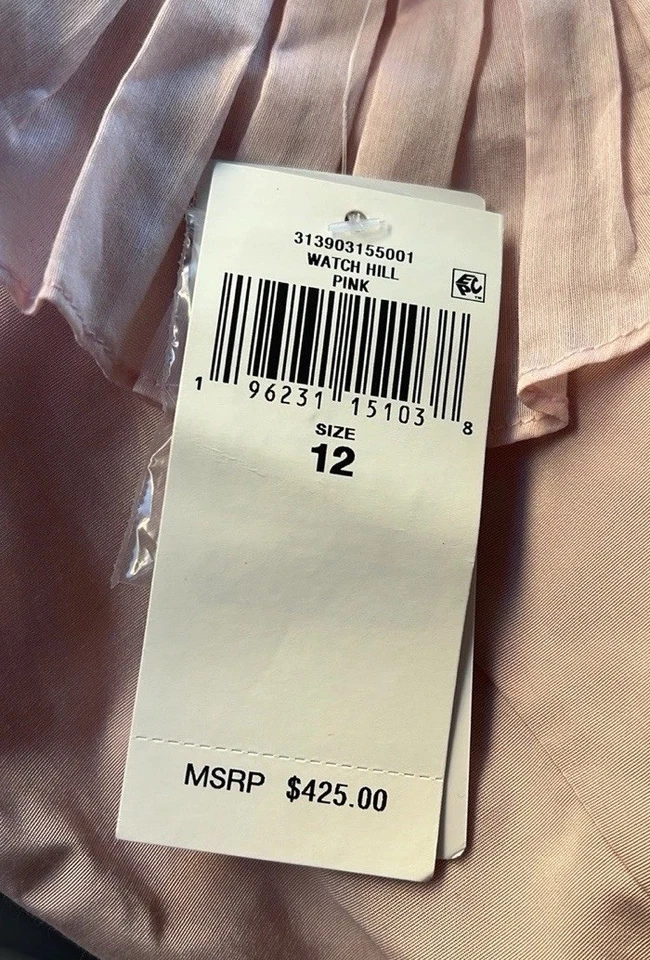 313903155001
WATCH HILL
PINK
1 96231 15103 8
SIZE
12
MSRP $425.00